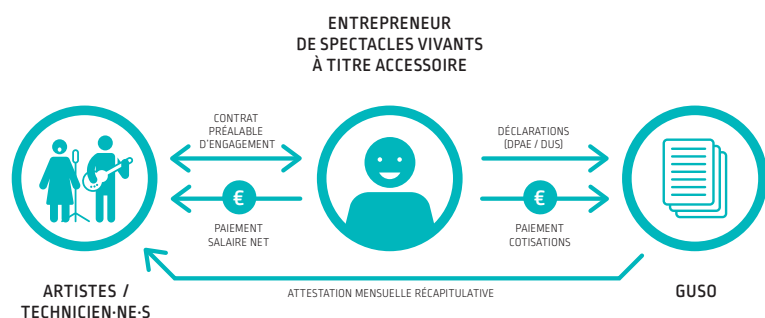 ENTREPRENEUR
DE SPECTACLES VIVANTS
À TITRE ACCESSOIRE
CONTRAT
PRÉALABLE
D'ENGAGEMENT
DÉCLARATIONS
(DPAE / DUS)
€
€
PAIEMENT
SALAIRE NET
PAIEMENT
COTISATIONS
ARTISTES /
TECHNICIEN·NE·S
ATTESTATION MENSUELLE RÉCAPITULATIVE
GUSO